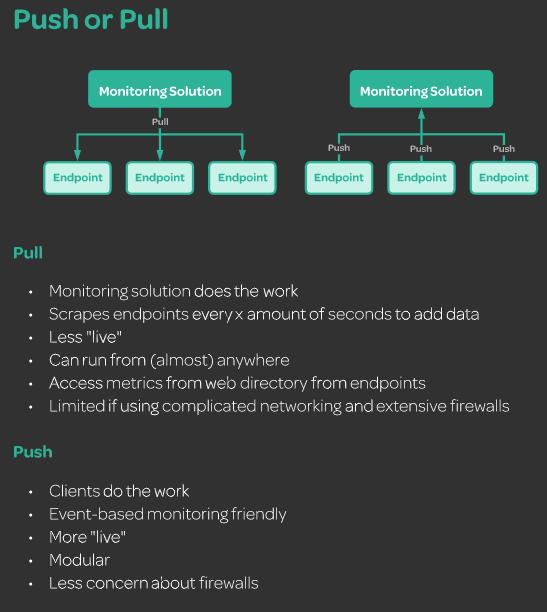 Push or Pull
Monitoring Solution
Pull
Endpoint Endpoint Endpoint
Monitoring Solution
Push Push Push
Endpoint Endpoint Endpoint
Pull
• Monitoring solution does the work
• Scrapes endpoints every x amount of seconds to add data
• Less "live"
• Can run from (almost) anywhere
• Access metrics from web directory from endpoints
• Limited if using complicated networking and extensive firewalls
Push
• Clients do the work
• Event-based monitoring friendly
• More "live"
• Modular
• Less concern about firewalls